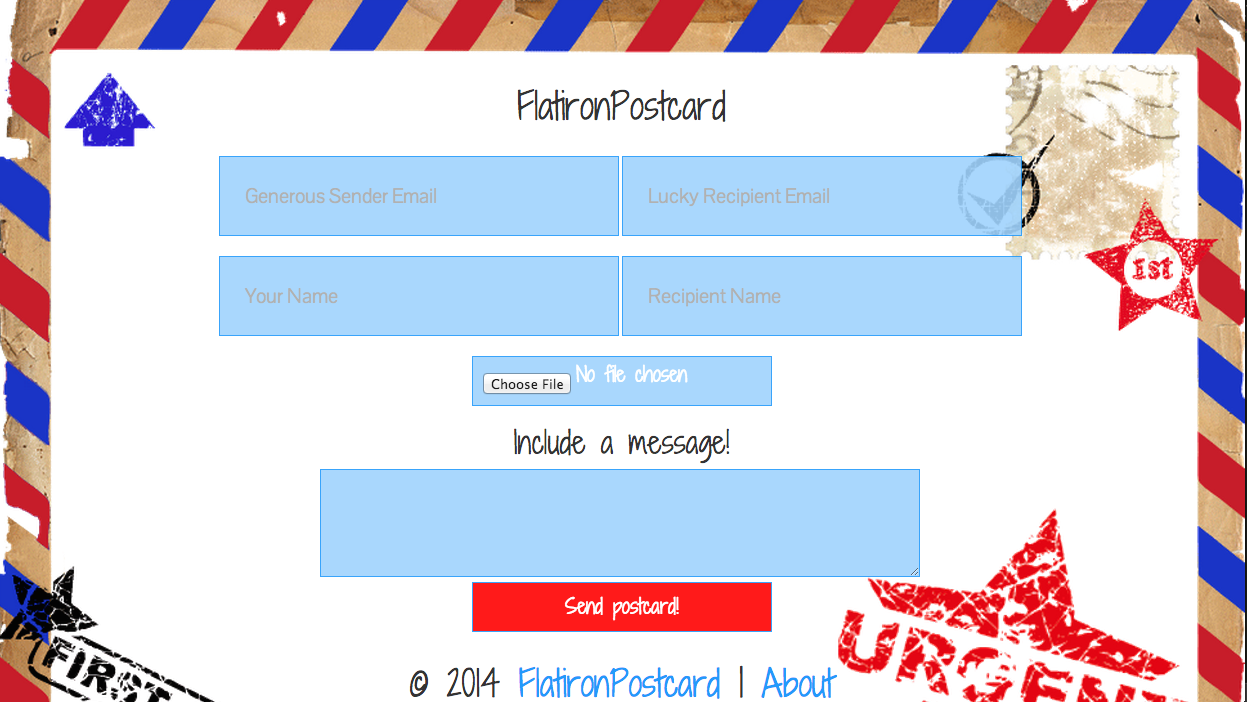 FlatironPostcard
Generous Sender Email
Lucky Recipient Email
1st
Your Name
Recipient Name
Choose File No file chosen
Include a message!
Send postcard!
FIRST
URGENT
© 2014 FlatironPostcard | About